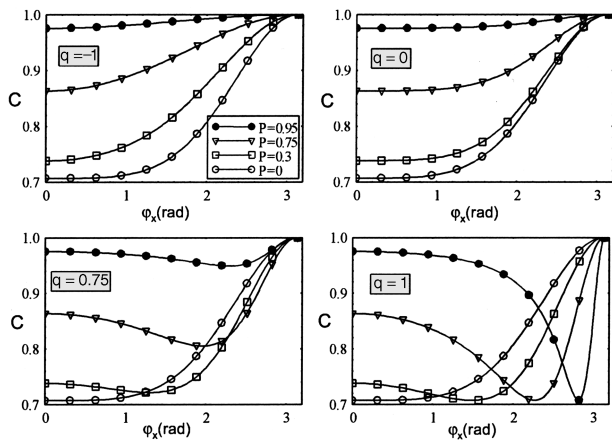 1.0
0.9
0.8
0.7
C
q =-1
P=0.95
P=0.75
P=0.3
P=0
0 1 2 3
φx(rad)
1.0
0.9
0.8
0.7
q = 0
0 1 2 3
φx(rad)
1.0
0.9
0.8
0.7
C
q = 0.75
0 1 2 3
φx(rad)
1.0
0.9
0.8
0.7
C
q = 1
0 1 2 3
φx(rad)